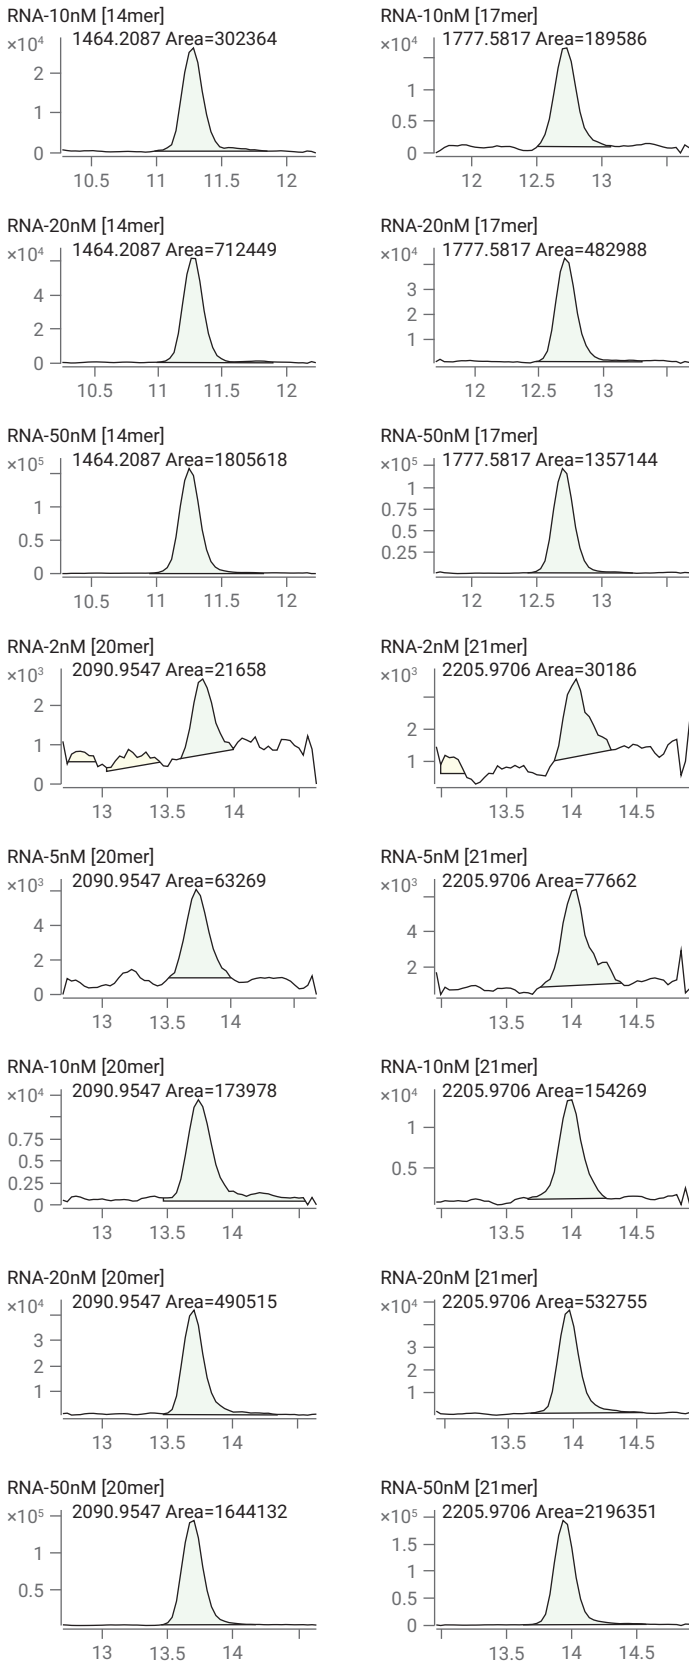 RNA-10nM [14mer]
×10⁴ 1464.2087 Area=302364
2
1
0
10.5 11 11.5 12
RNA-10nM [17mer]
×10⁴ 1777.5817 Area=189586
1
0.5
0
12 12.5 13
RNA-20nM [14mer]
×10⁴ 1464.2087 Area=712449
4
2
0
10.5 11 11.5 12
RNA-20nM [17mer]
×10⁴ 1777.5817 Area=482988
3
2
1
12 12.5 13
RNA-50nM [14mer]
×10⁵ 1464.2087 Area=1805618
1
0.5
0
10.5 11 11.5 12
RNA-50nM [17mer]
×10⁵ 1777.5817 Area=1357144
1
0.75
0.5
0.25
12 12.5 13
RNA-2nM [20mer]
×10³ 2090.9547 Area=21658
2
1
0
13 13.5 14
RNA-2nM [21mer]
×10³ 2205.9706 Area=30186
2
1
13.5 14 14.5
RNA-5nM [20mer]
×10³ 2090.9547 Area=63269
4
2
0
13 13.5 14
RNA-5nM [21mer]
×10³ 2205.9706 Area=77662
4
2
13.5 14 14.5
RNA-10nM [20mer]
×10⁴ 2090.9547 Area=173978
0.75
0.5
0.25
0
13 13.5 14
RNA-10nM [21mer]
×10⁴ 2205.9706 Area=154269
1
0.5
13.5 14 14.5
RNA-20nM [20mer]
×10⁴ 2090.9547 Area=490515
3
2
1
13 13.5 14
RNA-20nM [21mer]
×10⁴ 2205.9706 Area=532755
3
2
1
13.5 14 14.5
RNA-50nM [20mer]
×10⁵ 2090.9547 Area=1644132
1
0.5
13 13.5 14
RNA-50nM [21mer]
×10⁵ 2205.9706 Area=2196351
1.5
1
0.5
0
13.5 14 14.5